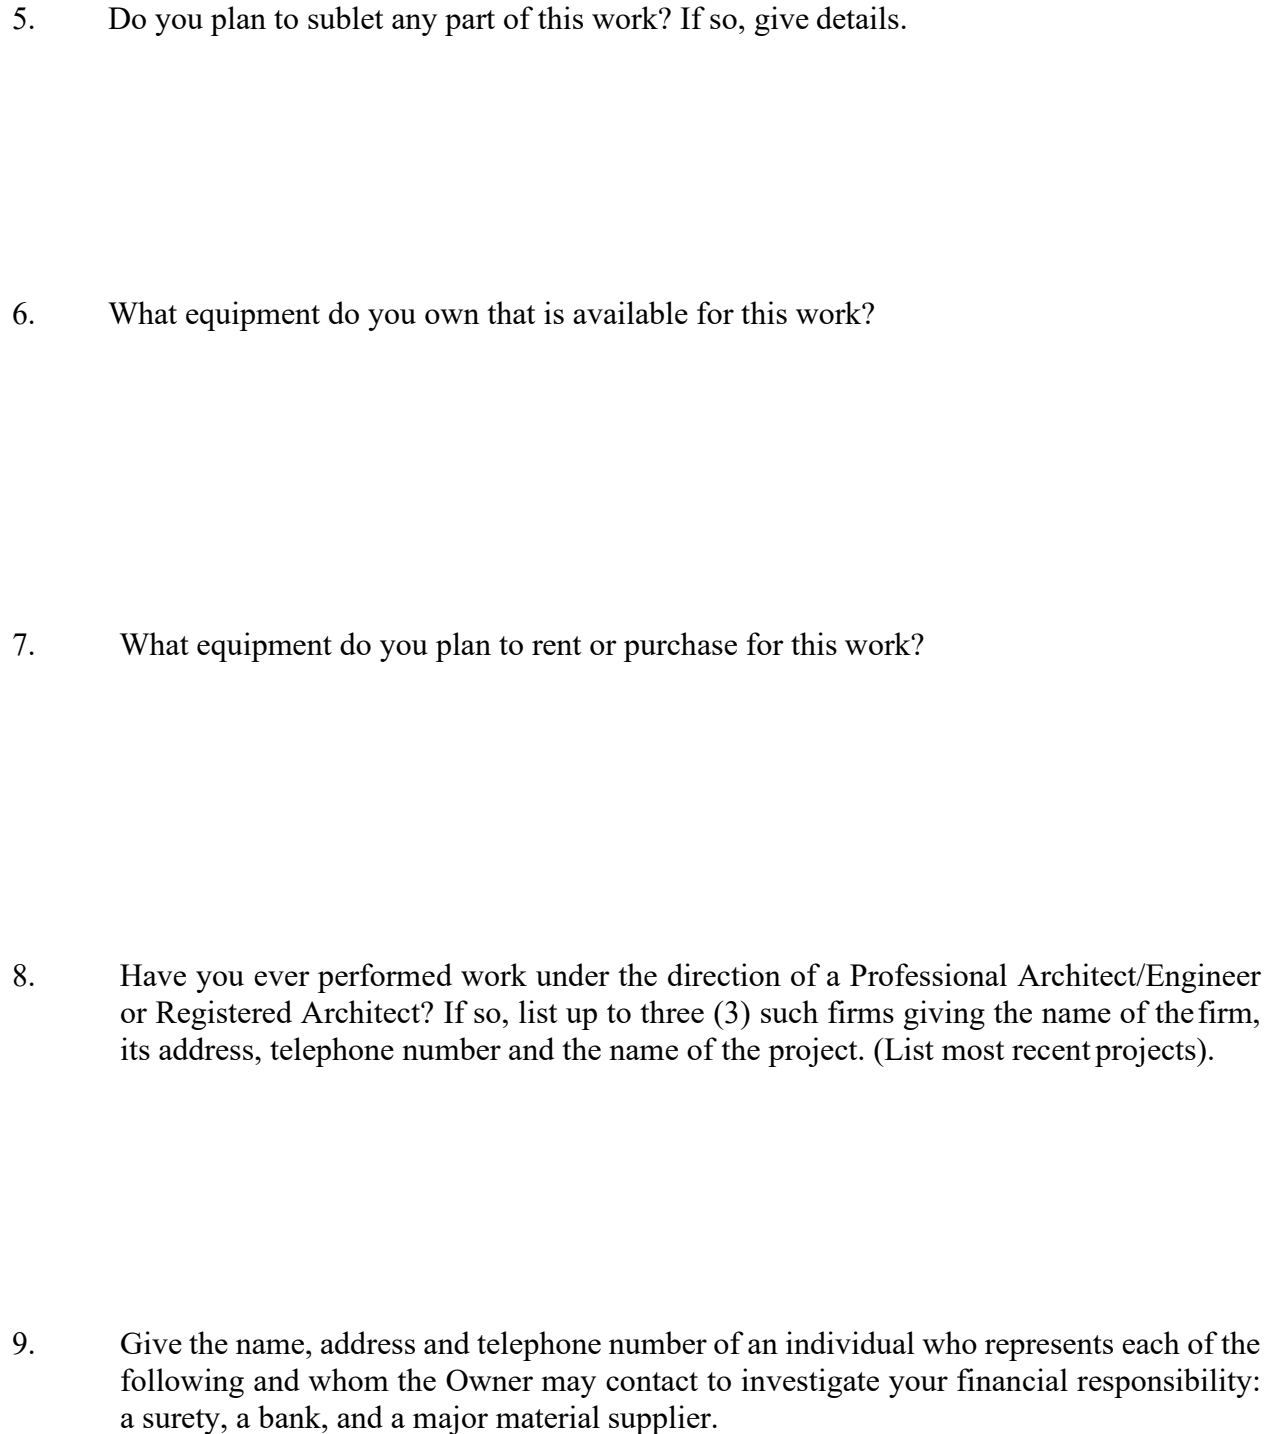 5. Do you plan to sublet any part of this work? If so, give details.
6. What equipment do you own that is available for this work?
7. What equipment do you plan to rent or purchase for this work?
8. Have you ever performed work under the direction of a Professional Architect/Engineer
or Registered Architect? If so, list up to three (3) such firms giving the name of the firm,
its address, telephone number and the name of the project. (List most recent projects).
9. Give the name, address and telephone number of an individual who represents each of the
following and whom the Owner may contact to investigate your financial responsibility:
a surety, a bank, and a major material supplier.